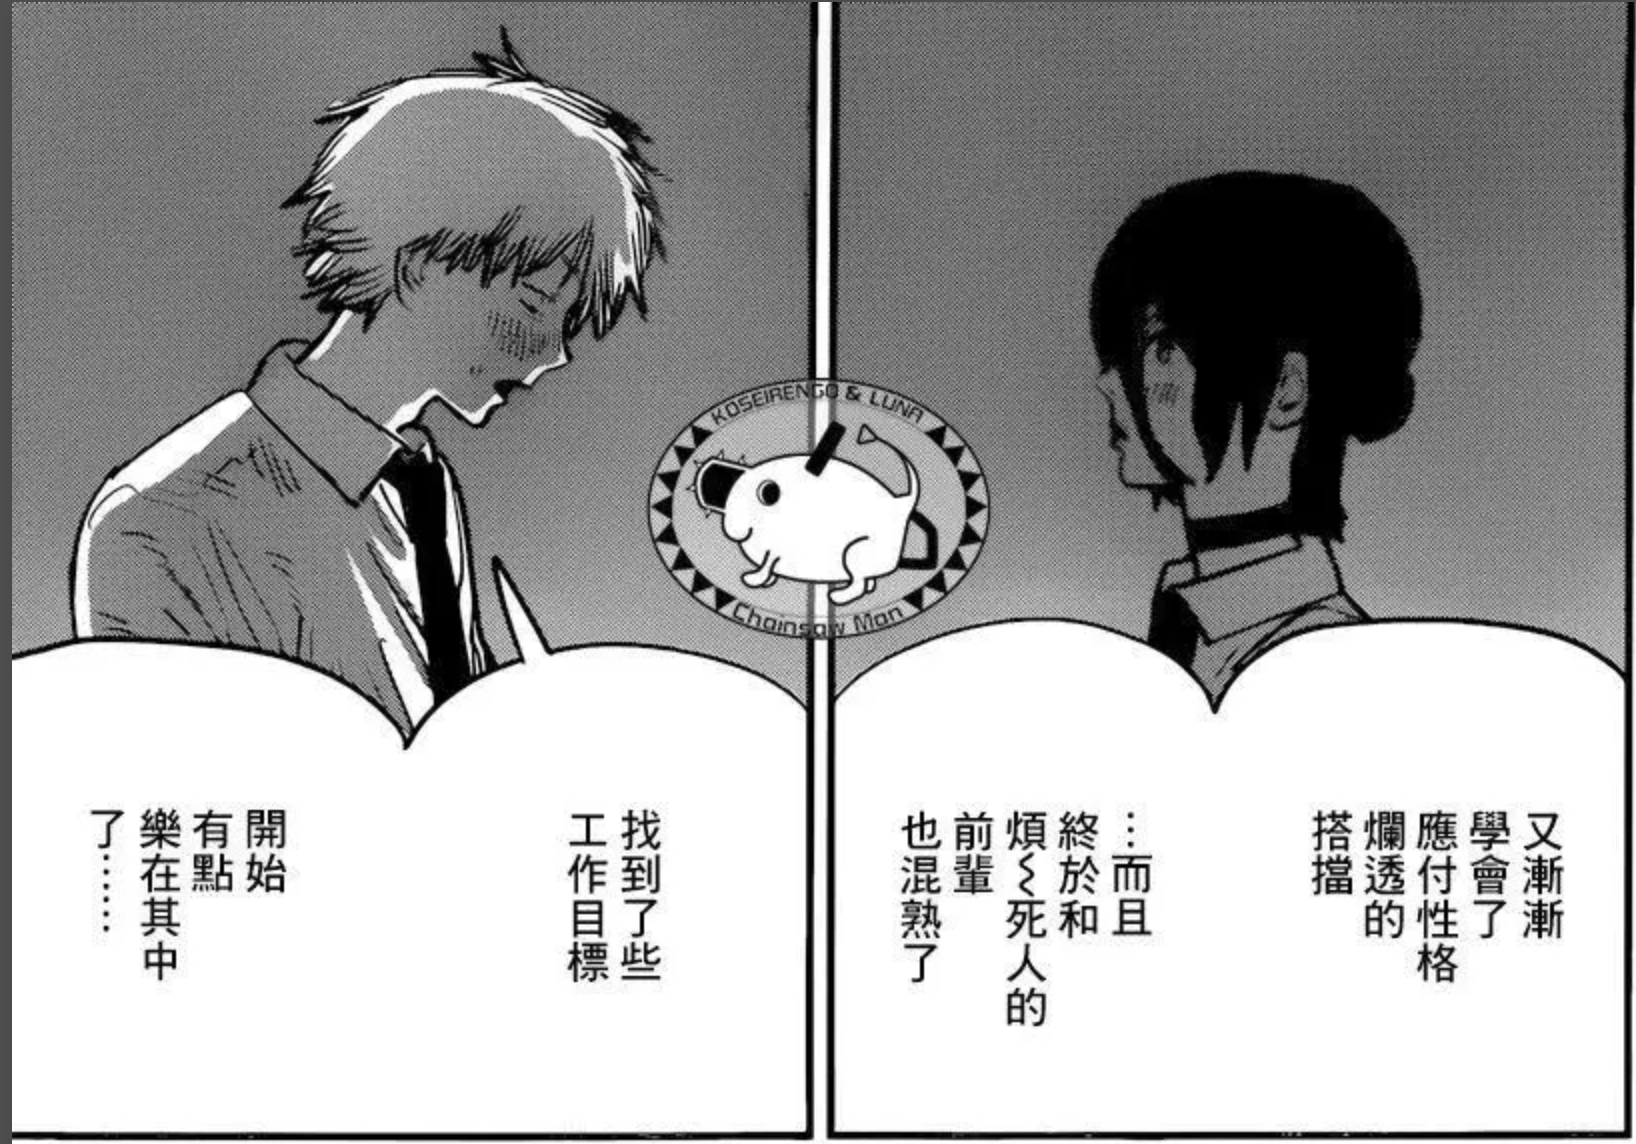 又漸漸
學會了
應付性格
爛透的
搭擋
…而且
終於和
煩～死人的
前輩
也混熟了
找到了些
工作目標
開始
有點
樂在其中
了……
KOSEIRENGO & LUNA
Chainsaw Man